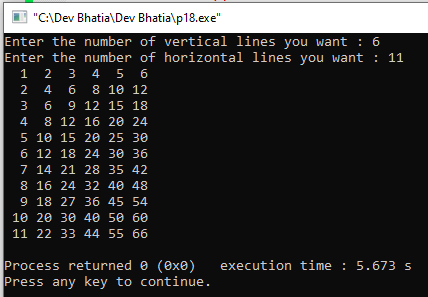 "C:\Dev Bhatia\Dev Bhatia\p18.exe"
Enter the number of vertical lines you want : 6
Enter the number of horizontal lines you want : 11
  1  2  3  4  5  6
  2  4  6  8 10 12
  3  6  9 12 15 18
  4  8 12 16 20 24
  5 10 15 20 25 30
  6 12 18 24 30 36
  7 14 21 28 35 42
  8 16 24 32 40 48
  9 18 27 36 45 54
 10 20 30 40 50 60
 11 22 33 44 55 66
Process returned 0 (0x0)   execution time : 5.673 s
Press any key to continue.